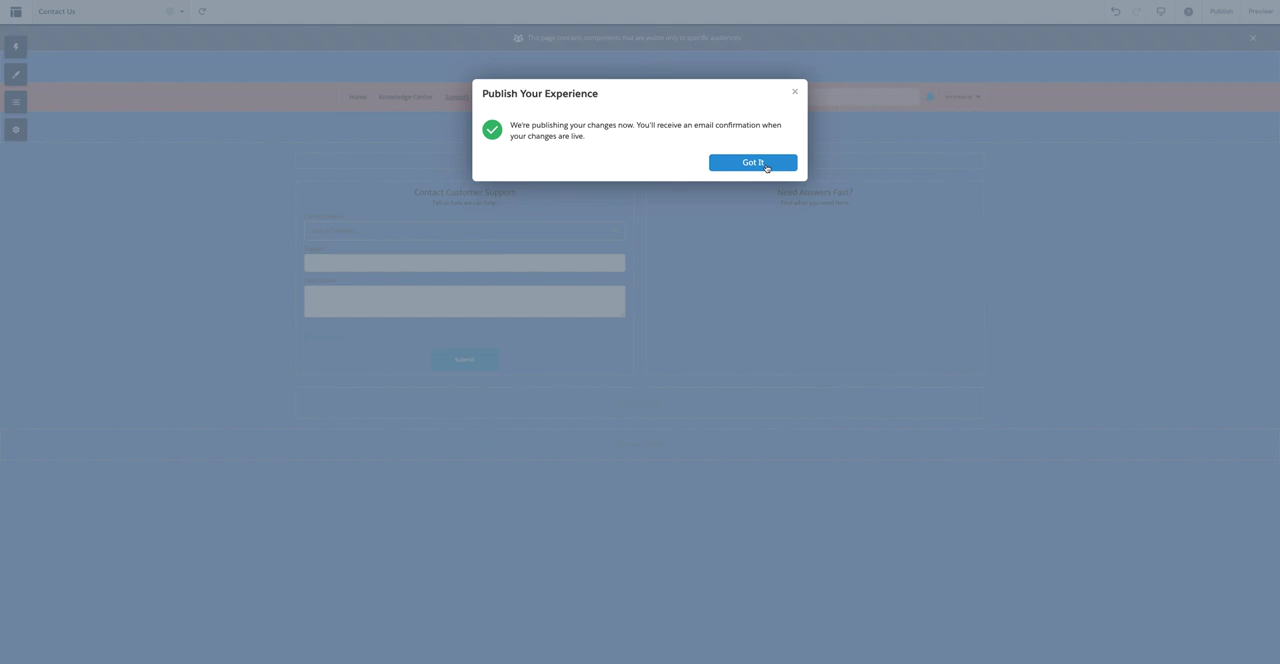 Contact Us
Publish
Preview
This page contains components that are visible only to specific audiences.
Home
Knowledge Center
Support
Publish Your Experience
We're publishing your changes now. You'll receive an email confirmation when
your changes are live.
Got It
Contact Customer Support
Tell us how we can help.
Need Answers Fast?
Find what you need here.
Submit